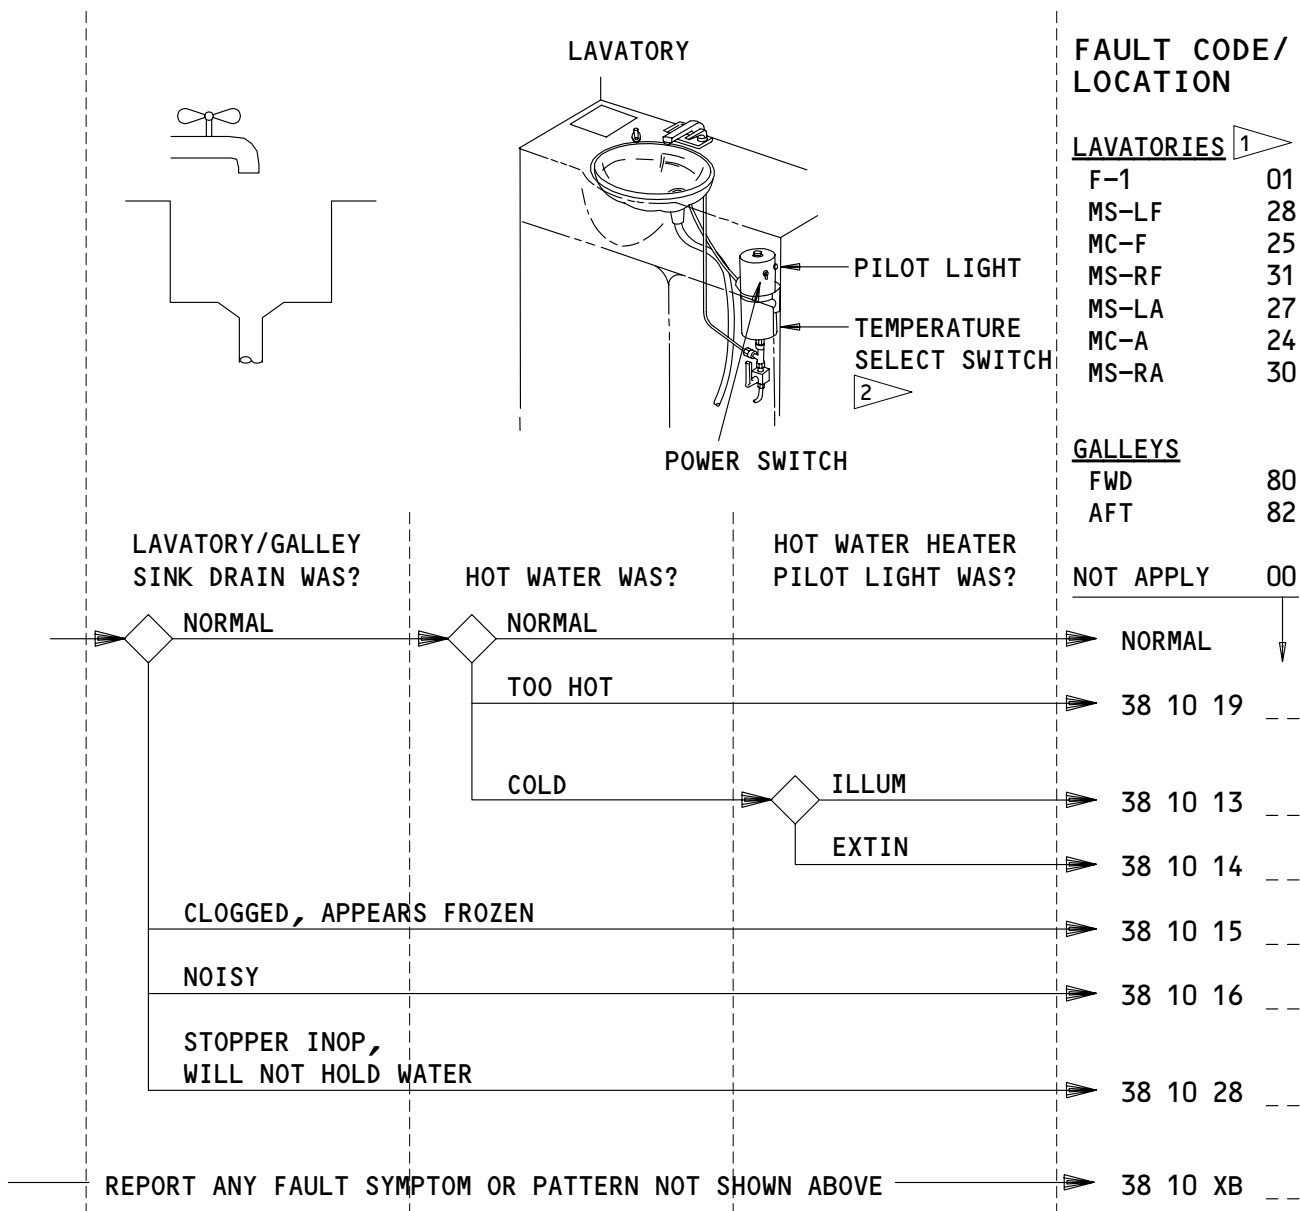 LAVATORY
FAULT CODE/
LOCATION
LAVATORIES 1
F-1 01
MS-LF 28
MC-F 25
MS-RF 31
MS-LA 27
MC-A 24
MS-RA 30
PILOT LIGHT
TEMPERATURE
SELECT SWITCH
2
POWER SWITCH
GALLEYS
FWD 80
AFT 82
NOT APPLY 00
LAVATORY/GALLEY
SINK DRAIN WAS?
HOT WATER WAS?
HOT WATER HEATER
PILOT LIGHT WAS?
NORMAL
NORMAL
NORMAL
TOO HOT
38 10 19 _ _
COLD
ILLUM
38 10 13 _ _
EXTIN
38 10 14 _ _
CLOGGED, APPEARS FROZEN
38 10 15 _ _
NOISY
38 10 16 _ _
STOPPER INOP,
WILL NOT HOLD WATER
38 10 28 _ _
REPORT ANY FAULT SYMPTOM OR PATTERN NOT SHOWN ABOVE
38 10 XB _ _